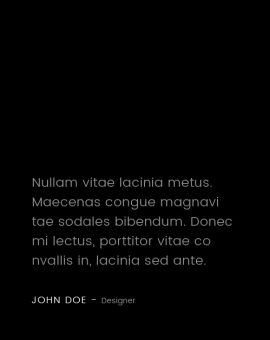 Nullam vitae lacinia metus.
Maecenas congue magnavi
tae sodales bibendum. Donec
mi lectus, porttitor vitae co
nvallis in, lacinia sed ante.
JOHN DOE - Designer